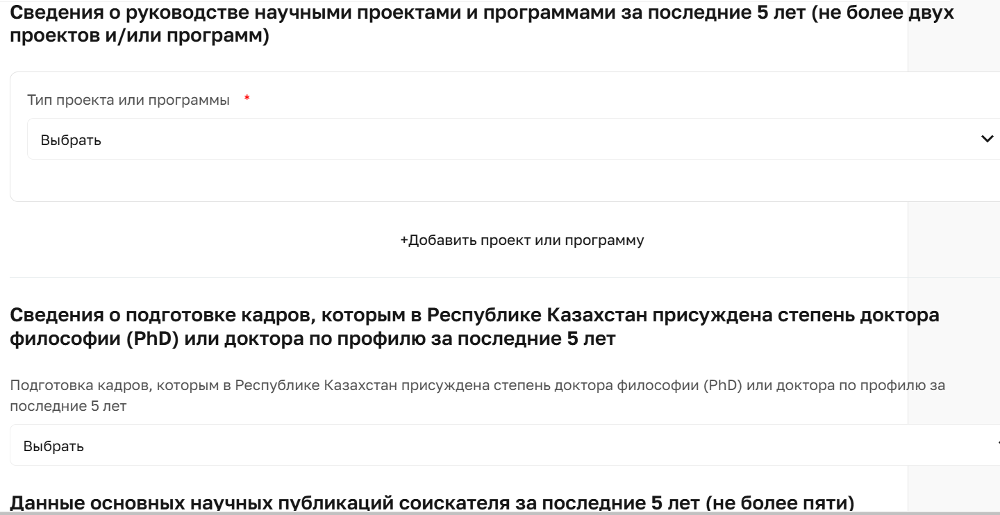 Сведения о руководстве научными проектами и программами за последние 5 лет (не более двух
проектов и/или программ)
Тип проекта или программы *
Выбрать
+Добавить проект или программу
Сведения о подготовке кадров, которым в Республике Казахстан присуждена степень доктора
философии (PhD) или доктора по профилю за последние 5 лет
Подготовка кадров, которым в Республике Казахстан присуждена степень доктора философии (PhD) или доктора по профилю за
последние 5 лет
Выбрать
Данные основных научных публикаций соискателя за последние 5 лет (не более пяти)